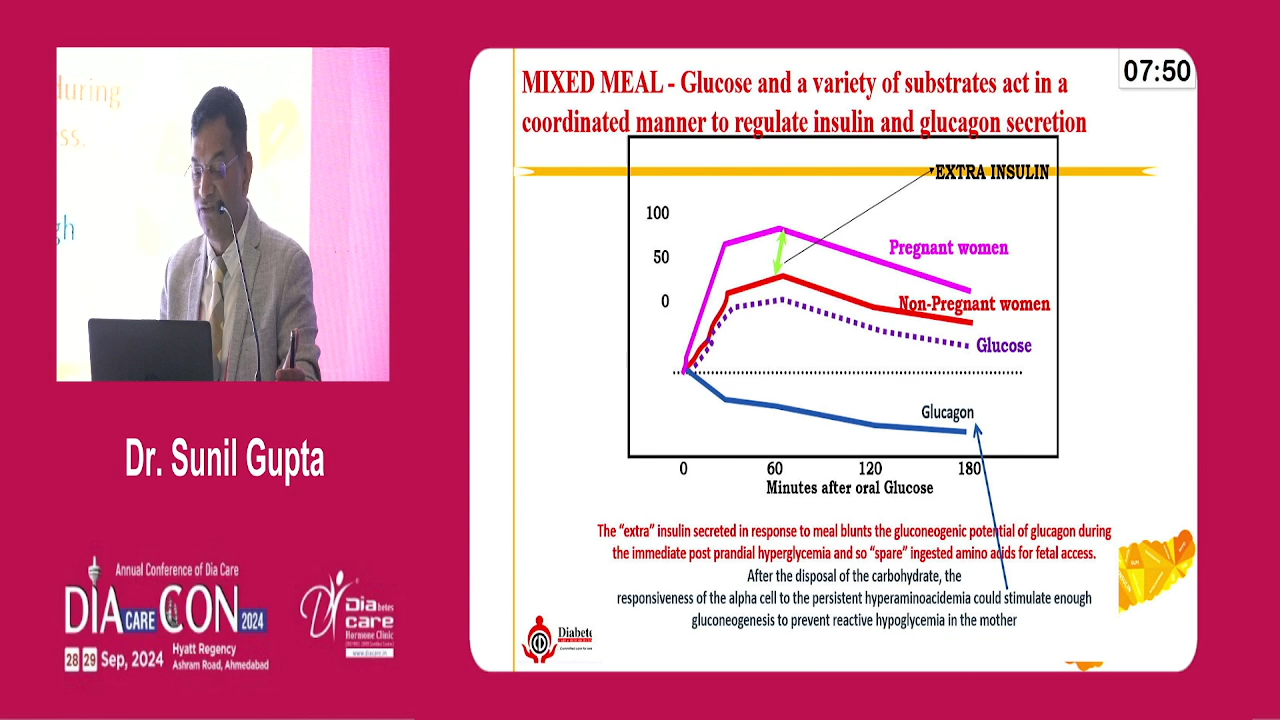 during
ss.
gh
Dr. Sunil Gupta
Annual Conference of Dia Care
DIA CARE CON 2024
28 29 Sep, 2024
Hyatt Regency
Ashram Road, Ahmedabad
Diabetes
care
Hormone Clinic
www.diacare.in
07:50
MIXED MEAL - Glucose and a variety of substrates act in a
coordinated manner to regulate insulin and glucagon secretion
EXTRA INSULIN
100
50
0
Pregnant women
Non-Pregnant women
Glucose
Glucagon
0 60 120 180
Minutes after oral Glucose
The “extra” insulin secreted in response to meal blunts the gluconeogenic potential of glucagon during
the immediate post prandial hyperglycemia and so “spare” ingested amino acids for fetal access.
After the disposal of the carbohydrate, the
responsiveness of the alpha cell to the persistent hyperaminoacidemia could stimulate enough
gluconeogenesis to prevent reactive hypoglycemia in the mother
Diabete